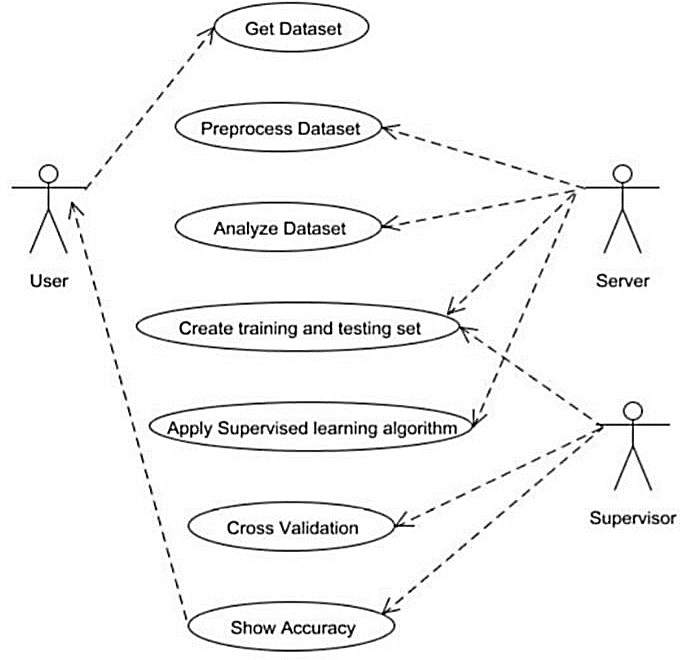 Get Dataset
Preprocess Dataset
Analyze Dataset
User
Server
Create training and testing set
Apply Supervised learning algorithm
Cross Validation
Supervisor
Show Accuracy